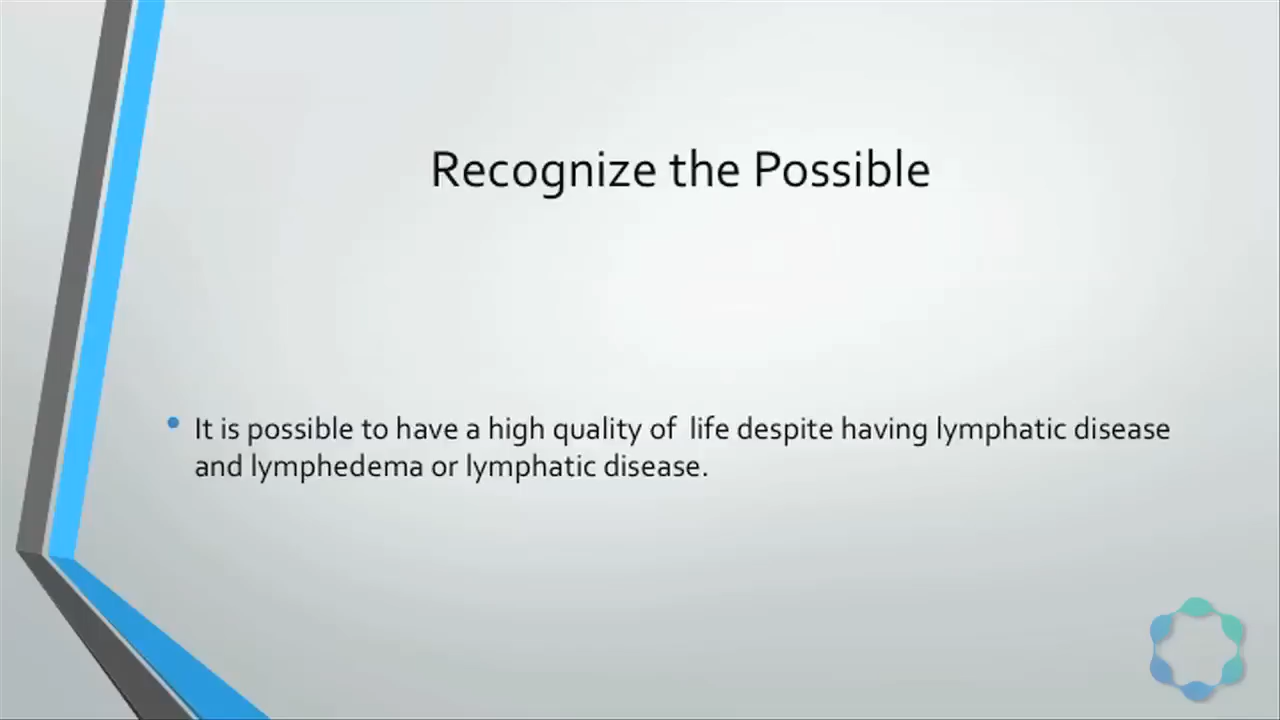 Recognize the Possible
• It is possible to have a high quality of  life despite having lymphatic disease
and lymphedema or lymphatic disease.